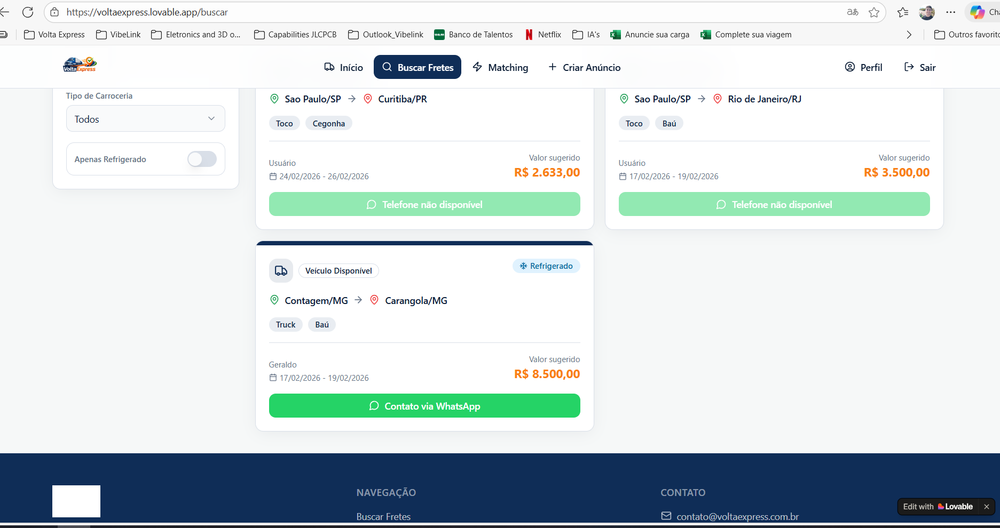 https://voltaexpress.lovable.app/buscar
Volta Express
VibeLink
Eletronics and 3D o...
Capabilities JLCPCB
Outlook_Vibelink
Banco de Talentos
Netflix
IA's
Anuncie sua carga
Complete sua viagem
Outros favorito
VoltaExpress
Início
Buscar Fretes
Matching
Criar Anúncio
Perfil
Sair
Tipo de Carroceria
Todos
Apenas Refrigerado
Sao Paulo/SP → Curitiba/PR
Toco Cegonha
Usuário
24/02/2026 - 26/02/2026
Valor sugerido
R$ 2.633,00
Telefone não disponível
Sao Paulo/SP → Rio de Janeiro/RJ
Toco Baú
Usuário
17/02/2026 - 19/02/2026
Valor sugerido
R$ 3.500,00
Telefone não disponível
Veículo Disponível
Refrigerado
Contagem/MG → Carangola/MG
Truck Baú
Geraldo
17/02/2026 - 19/02/2026
Valor sugerido
R$ 8.500,00
Contato via WhatsApp
NAVEGAÇÃO
Buscar Fretes
CONTATO
contato@voltaexpress.com.br
Edit with Lovable